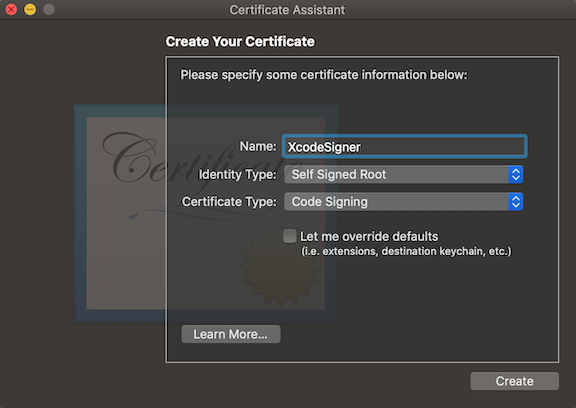 Certificate Assistant
Create Your Certificate
Please specify some certificate information below:
Certificate
Name: XcodeSigner
Identity Type: Self Signed Root
Certificate Type: Code Signing
Let me override defaults
(i.e. extensions, destination keychain, etc.)
Learn More...
Create